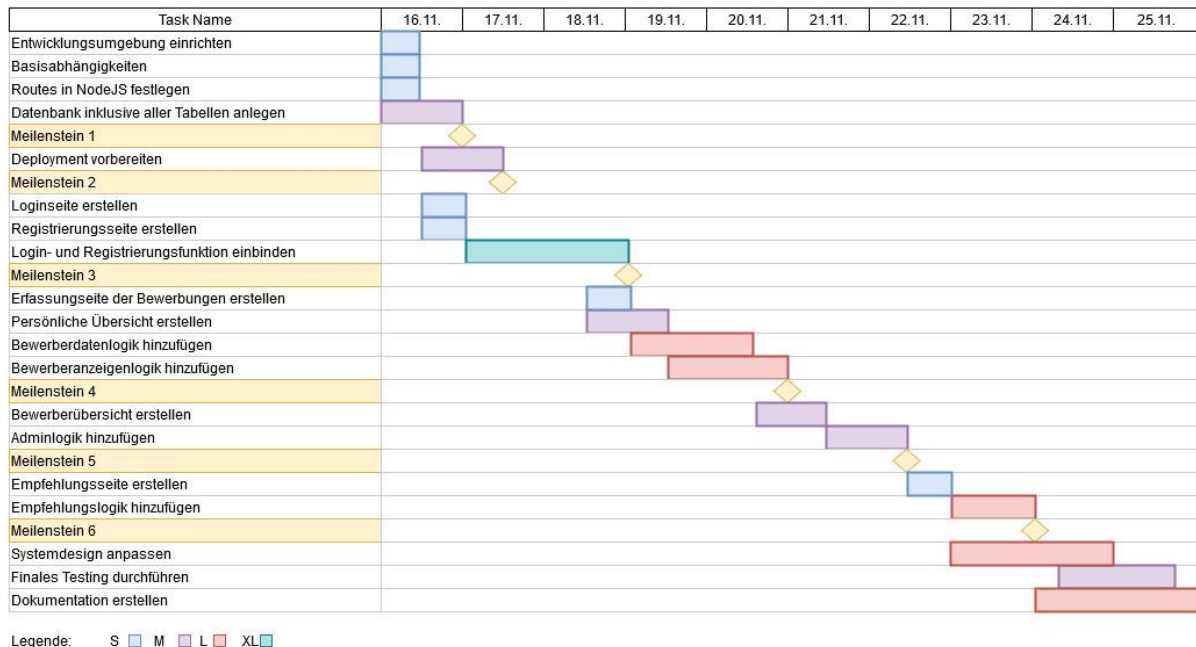 Task Name 16.11. 17.11. 18.11. 19.11. 20.11. 21.11. 22.11. 23.11. 24.11. 25.11.
Entwicklungsumgebung einrichten
Basisabhängigkeiten
Routes in NodeJS festlegen
Datenbank inklusive aller Tabellen anlegen
Meilenstein 1
Deployment vorbereiten
Meilenstein 2
Loginseite erstellen
Registrierungsseite erstellen
Login- und Registrierungsfunktion einbinden
Meilenstein 3
Erfassungseite der Bewerbungen erstellen
Persönliche Übersicht erstellen
Bewerberdatenlogik hinzufügen
Bewerberanzeigenlogik hinzufügen
Meilenstein 4
Bewerberübersicht erstellen
Adminlogik hinzufügen
Meilenstein 5
Empfehlungsseite erstellen
Empfehlungslogik hinzufügen
Meilenstein 6
Systemdesign anpassen
Finales Testing durchführen
Dokumentation erstellen
Legende: S M L XL